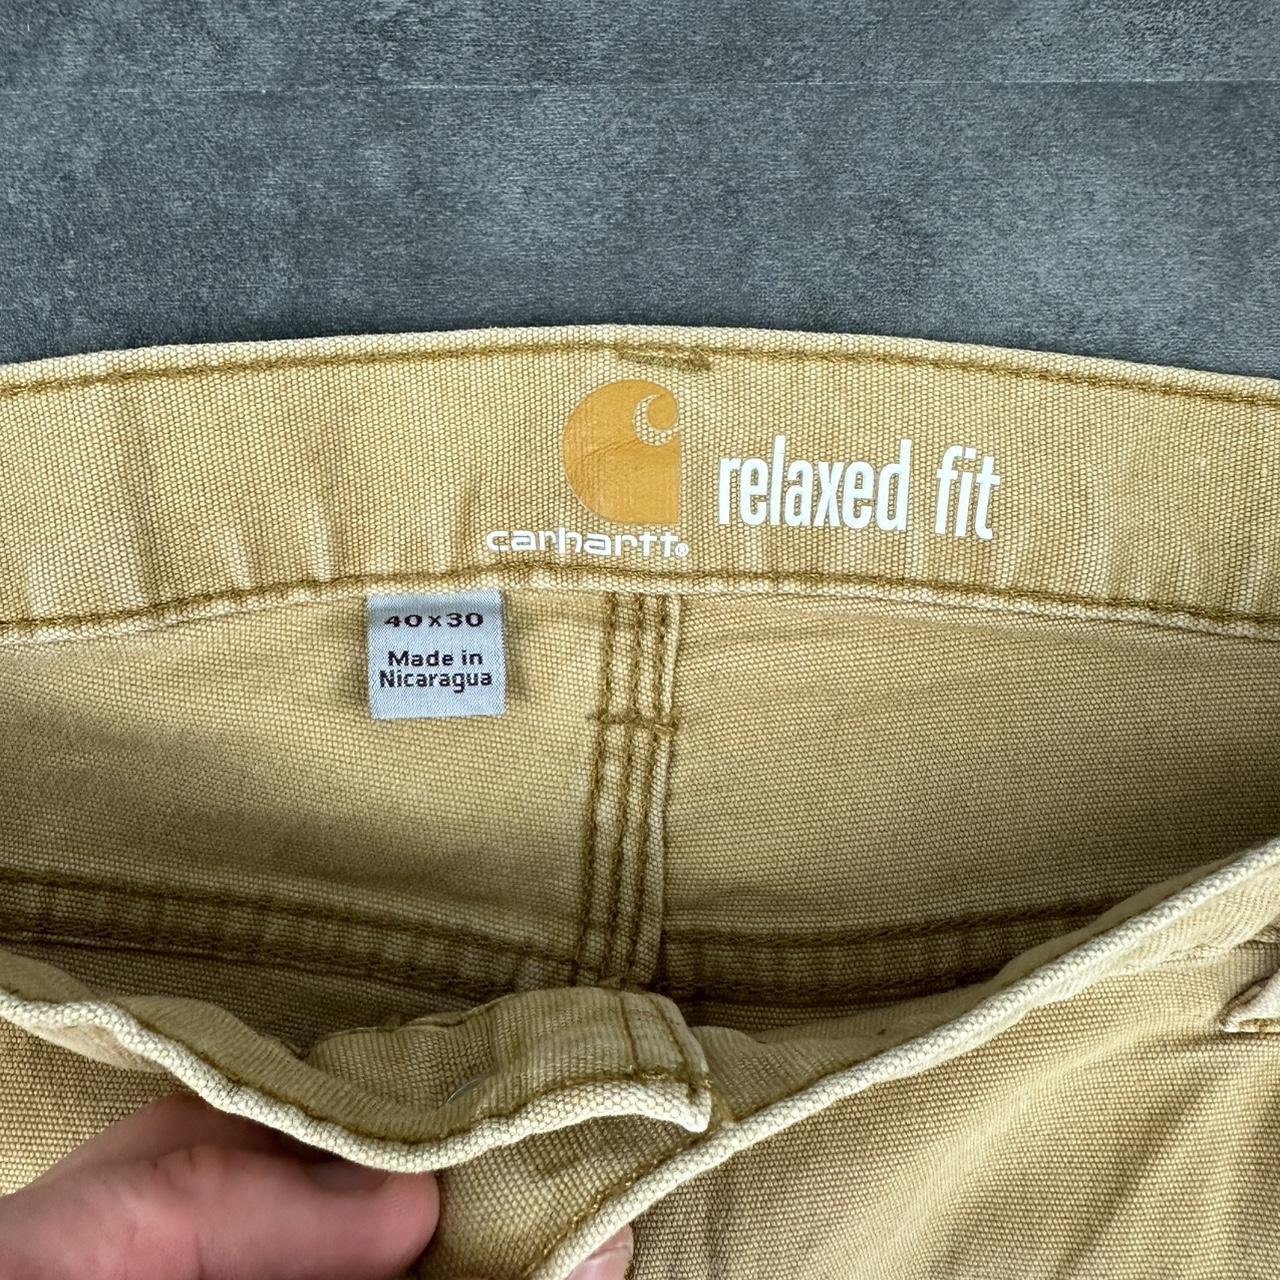 carhartt®
relaxed fit
40x30
Made in
Nicaragua